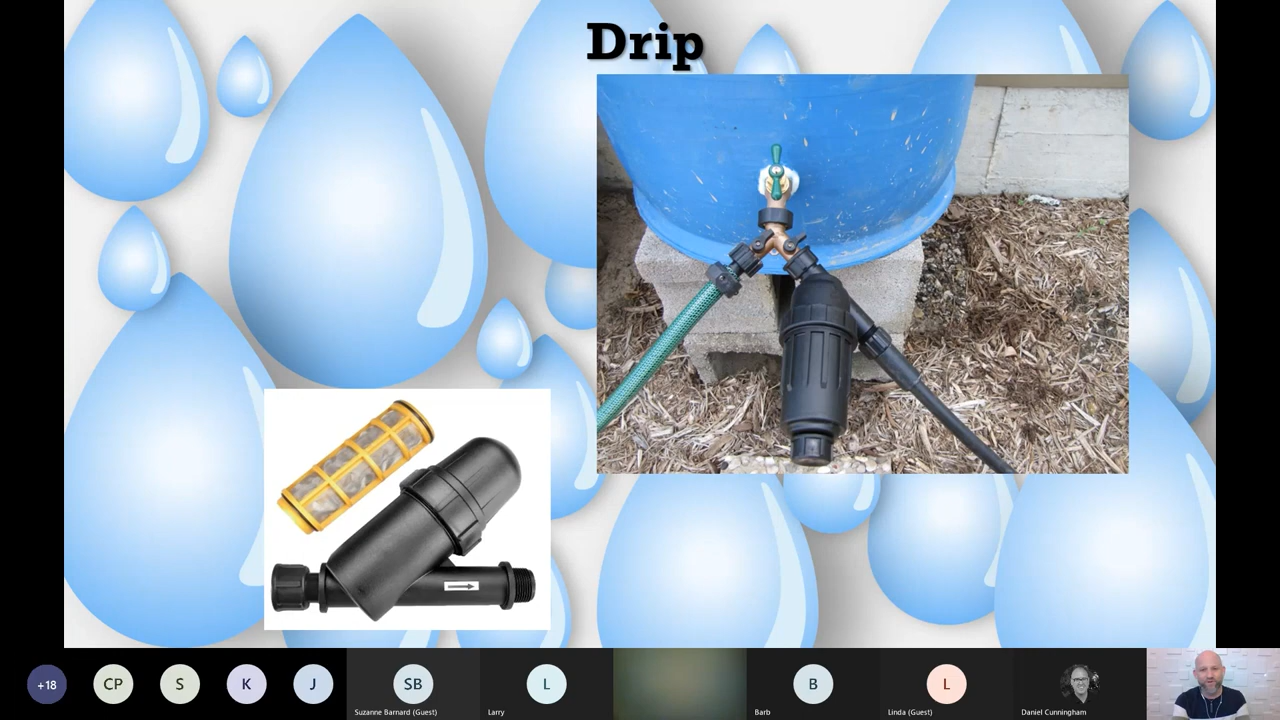 Drip
+18
CP
S
K
J
SB
Suzanne Barnard (Guest)
L
Larry
B
Barb
L
Linda (Guest)
Daniel Cunningham